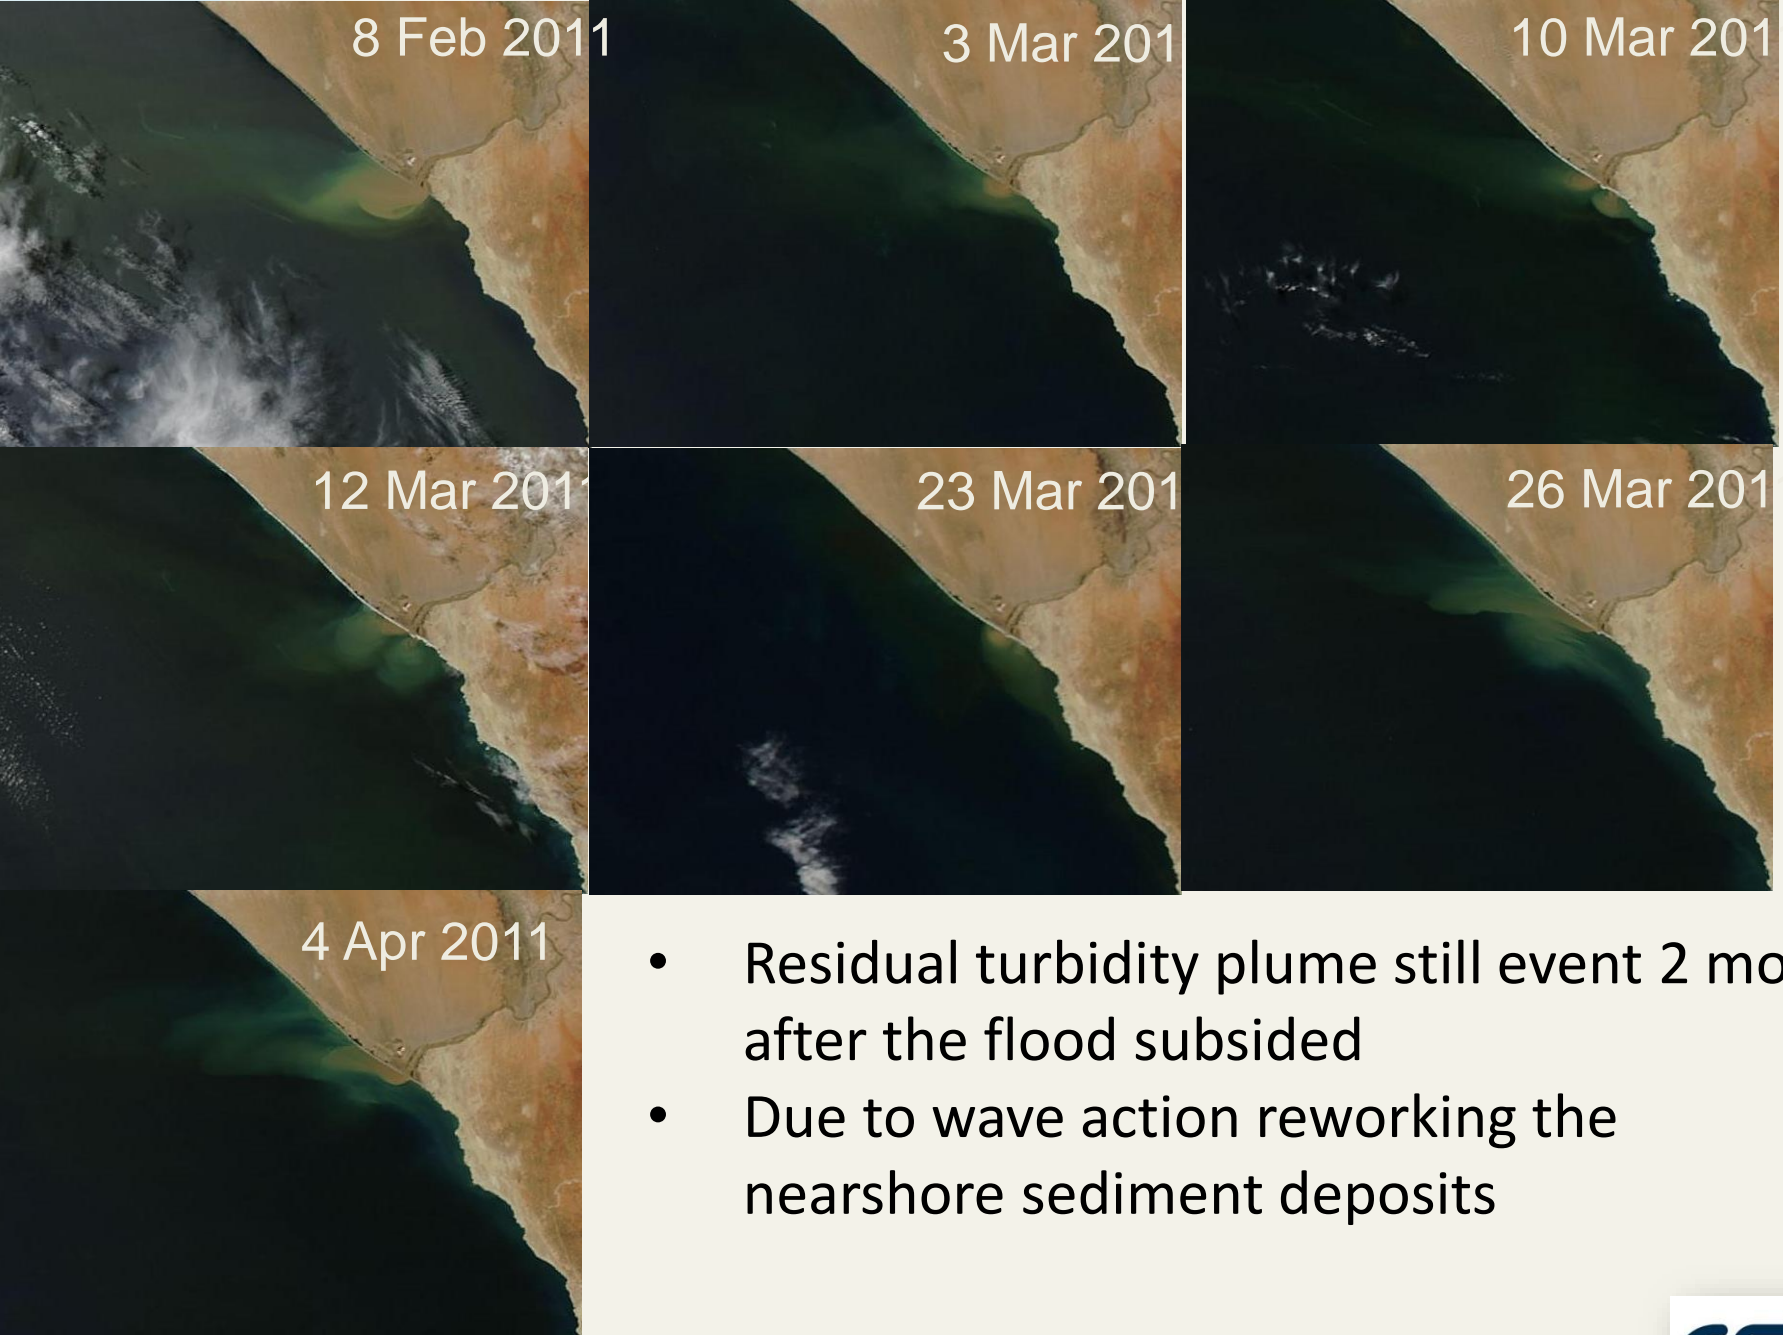 8 Feb 2011
3 Mar 201
10 Mar 201
12 Mar 2011
23 Mar 201
26 Mar 201
4 Apr 2011
• Residual turbidity plume still event 2 mo
after the flood subsided
• Due to wave action reworking the
nearshore sediment deposits